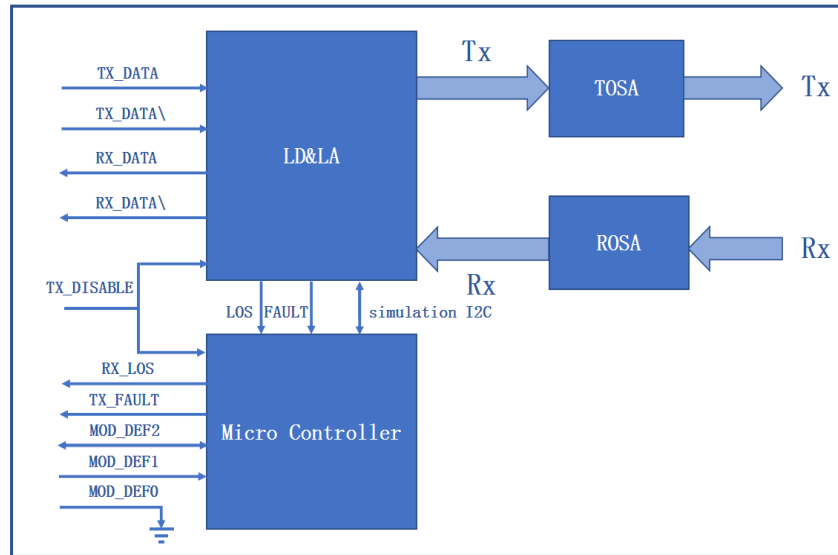 TX_DATA
TX_DATA\
RX_DATA
RX_DATA\
TX_DISABLE
LD&LA
Tx
TOSA
Tx
Rx
ROSA
Rx
LOS
FAULT
simulation I2C
RX_LOS
TX_FAULT
MOD_DEF2
MOD_DEF1
MOD_DEF0
Micro Controller